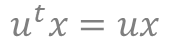 u^t x = ux